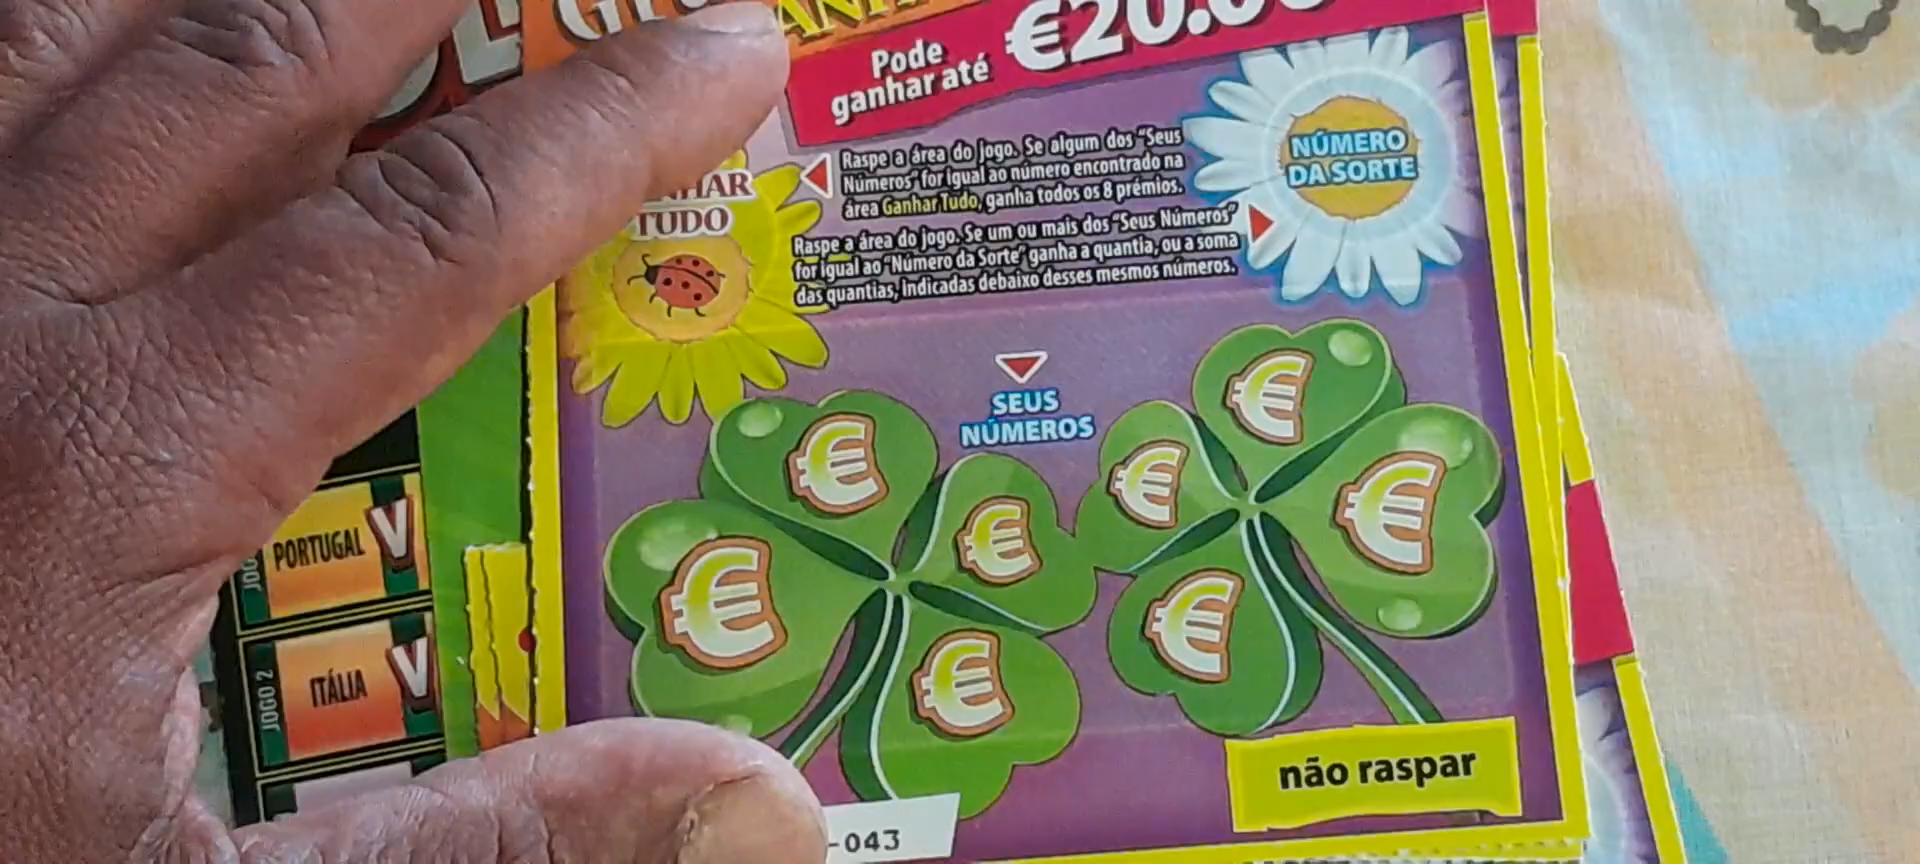 Pode
ganhar até €20.0
NÚMERO
DA SORTE
Raspe a área do jogo. Se algum dos "Seus
Números" for igual ao número encontrado na
área Ganhar Tudo, ganha todos os 8 prémios.
TUDO
Raspe a área do jogo. Se um ou mais dos "Seus Números"
for igual ao "Número da Sorte" ganha a quantia, ou a soma
das quantias, indicadas debaixo desses mesmos números.
SEUS
NÚMEROS
€ € € €
€ € € €
PORTUGAL V
JOGO 2 ITÁLIA V
não raspar
-043